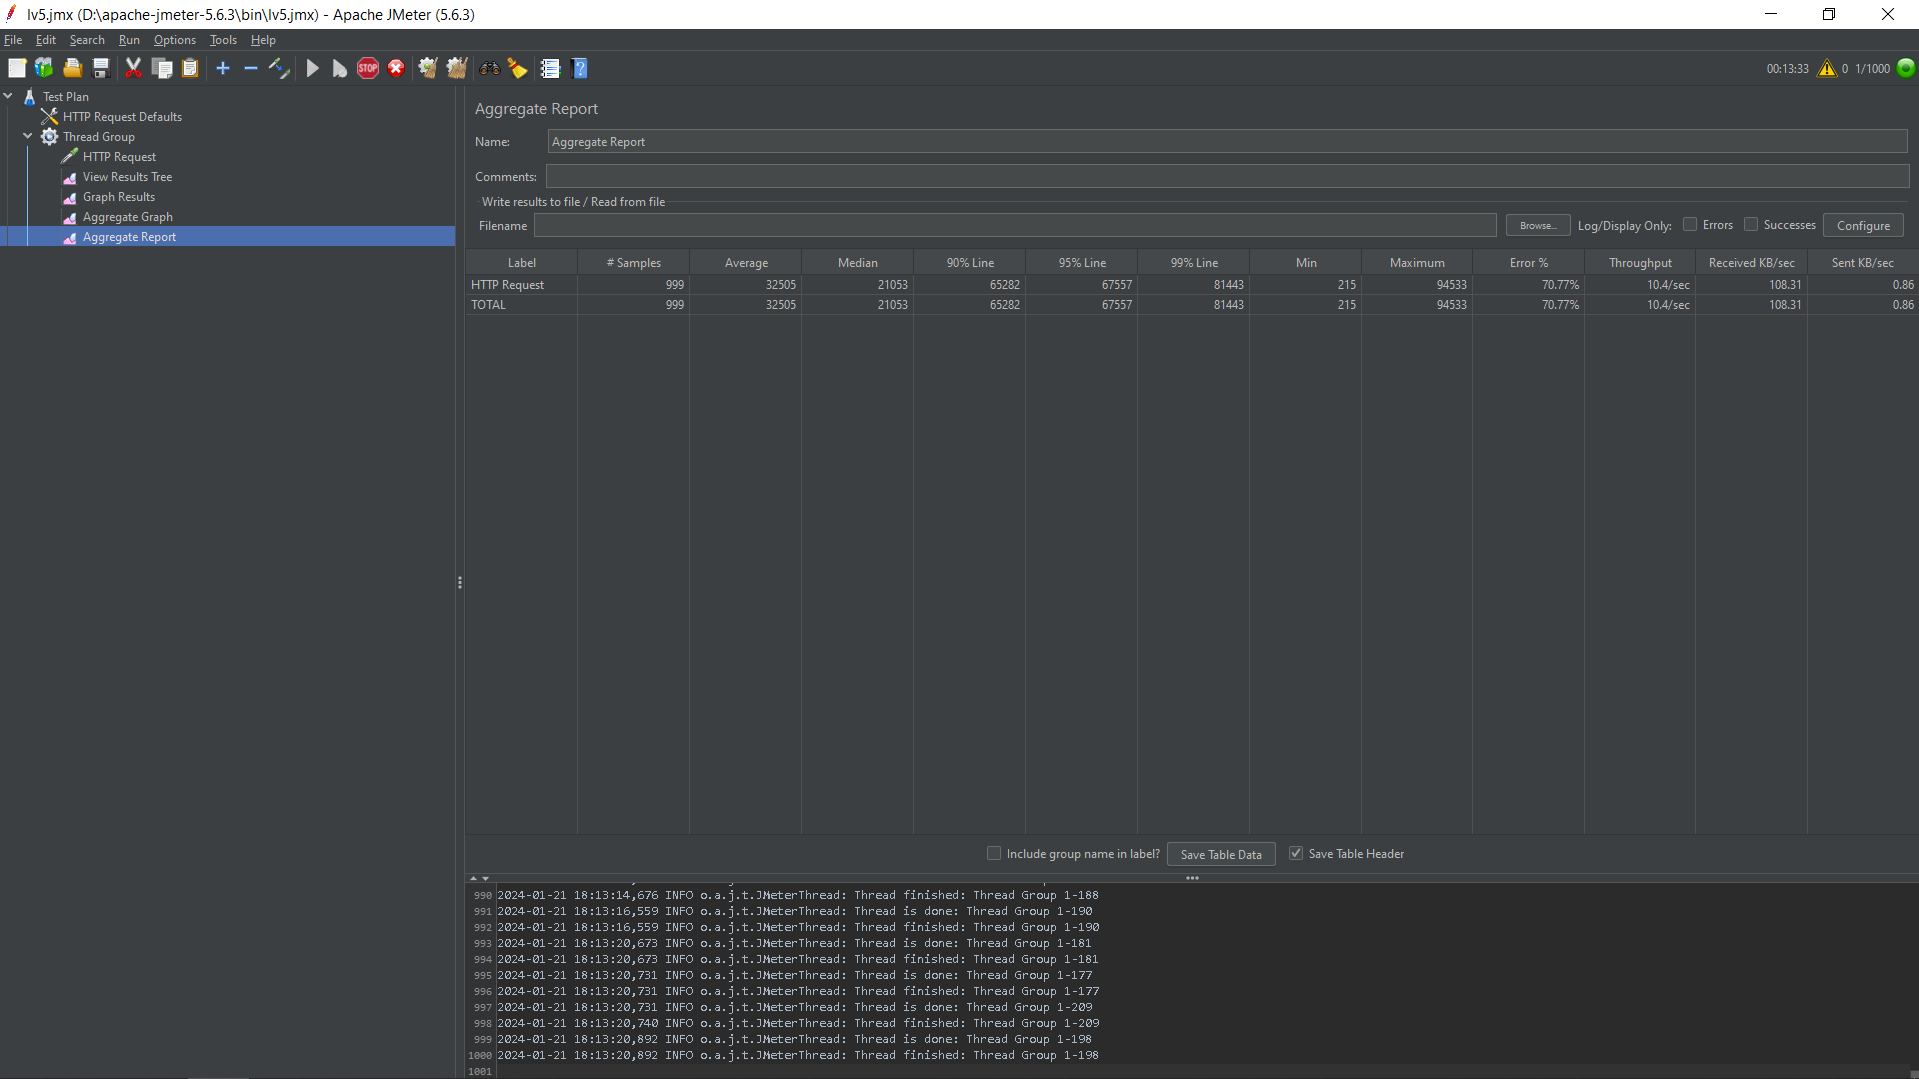 lv5.jmx (D:\apache-jmeter-5.6.3\bin\lv5.jmx) - Apache JMeter (5.6.3)
File Edit Search Run Options Tools Help
STOP ? 00:13:33 0 1/1000
Test Plan
HTTP Request Defaults
Thread Group
HTTP Request
View Results Tree
Graph Results
Aggregate Graph
Aggregate Report
Aggregate Report
Name: Aggregate Report
Comments:
Write results to file / Read from file
Filename Browse... Log/Display Only: Errors Successes Configure
Label # Samples Average Median 90% Line 95% Line 99% Line Min Maximum Error % Throughput Received KB/sec Sent KB/sec
HTTP Request 999 32505 21053 65282 67557 81443 215 94533 70.77% 10.4/sec 108.31 0.86
TOTAL 999 32505 21053 65282 67557 81443 215 94533 70.77% 10.4/sec 108.31 0.86
Include group name in label? Save Table Data Save Table Header
990 2024-01-21 18:13:14,676 INFO o.a.j.t.JMeterThread: Thread finished: Thread Group 1-188
991 2024-01-21 18:13:16,559 INFO o.a.j.t.JMeterThread: Thread is done: Thread Group 1-190
992 2024-01-21 18:13:16,559 INFO o.a.j.t.JMeterThread: Thread finished: Thread Group 1-190
993 2024-01-21 18:13:20,673 INFO o.a.j.t.JMeterThread: Thread is done: Thread Group 1-181
994 2024-01-21 18:13:20,673 INFO o.a.j.t.JMeterThread: Thread finished: Thread Group 1-181
995 2024-01-21 18:13:20,731 INFO o.a.j.t.JMeterThread: Thread is done: Thread Group 1-177
996 2024-01-21 18:13:20,731 INFO o.a.j.t.JMeterThread: Thread finished: Thread Group 1-177
997 2024-01-21 18:13:20,731 INFO o.a.j.t.JMeterThread: Thread is done: Thread Group 1-209
998 2024-01-21 18:13:20,740 INFO o.a.j.t.JMeterThread: Thread finished: Thread Group 1-209
999 2024-01-21 18:13:20,892 INFO o.a.j.t.JMeterThread: Thread is done: Thread Group 1-198
1000 2024-01-21 18:13:20,892 INFO o.a.j.t.JMeterThread: Thread finished: Thread Group 1-198
1001